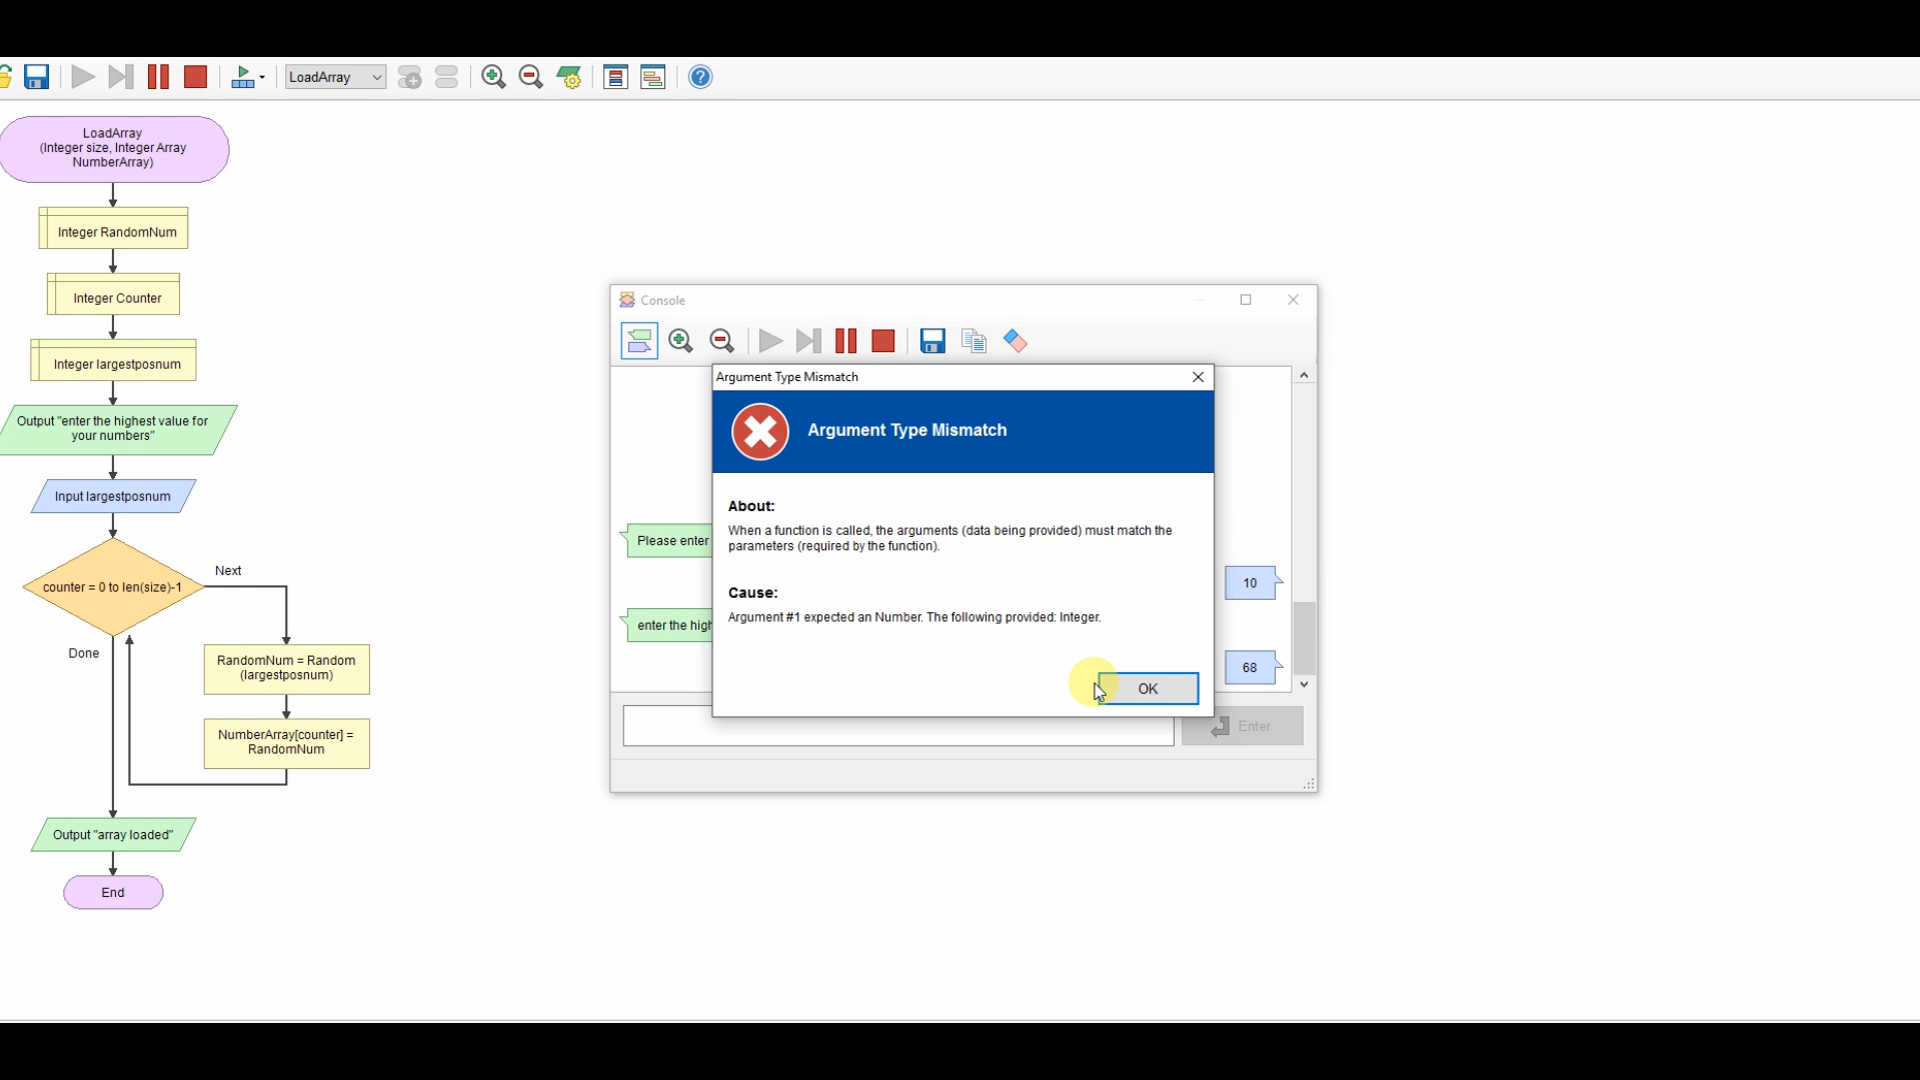 LoadArray
LoadArray
(Integer size, Integer Array
NumberArray)
Integer RandomNum
Integer Counter
Integer largestposnum
Output "enter the highest value for
your numbers"
Input largestposnum
counter = 0 to len(size)-1
Next
Done
RandomNum = Random
(largestposnum)
NumberArray[counter] =
RandomNum
Output "array loaded"
End
Console
Please enter
10
enter the high
68
Enter
Argument Type Mismatch
Argument Type Mismatch
About:
When a function is called, the arguments (data being provided) must match the
parameters (required by the function).
Cause:
Argument #1 expected an Number. The following provided: Integer.
OK